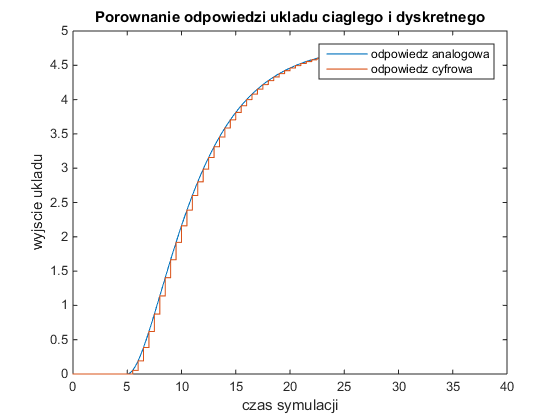 Porownanie odpowiedzi ukladu ciaglego i dyskretnego
5
4.5
4
3.5
3
2.5
2
1.5
1
0.5
0
wyjscie ukladu
odpowiedz analogowa
odpowiedz cyfrowa
0 5 10 15 20 25 30 35 40
czas symulacji